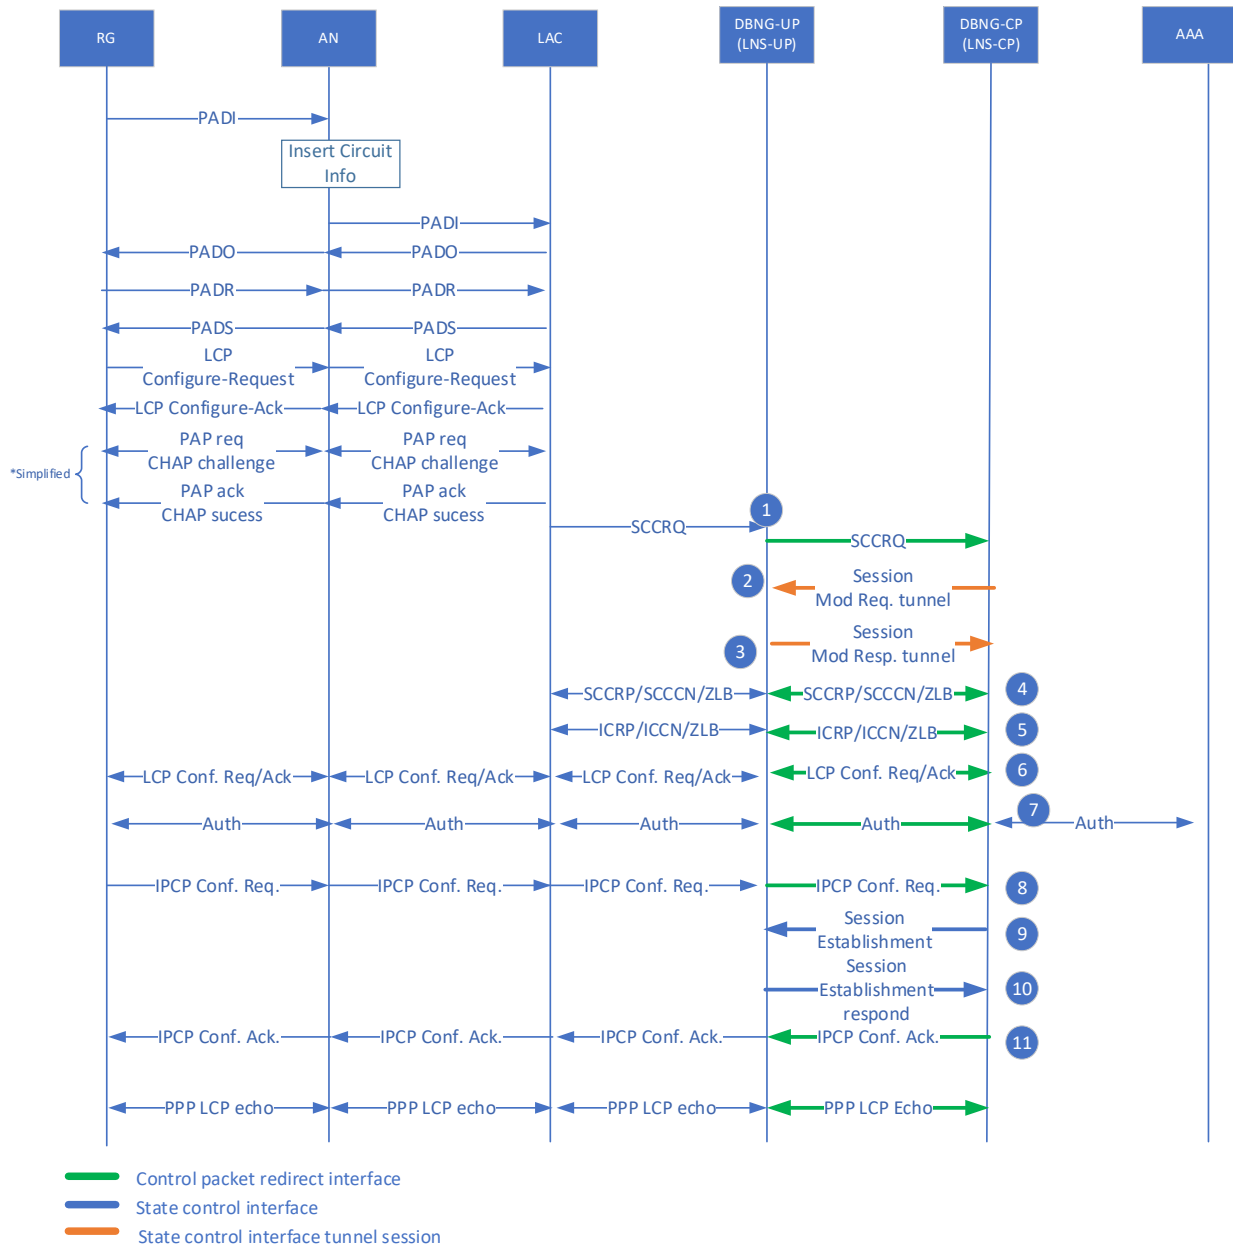 RG
AN
LAC
DBNG-UP
(LNS-UP)
DBNG-CP
(LNS-CP)
AAA
PADI
Insert Circuit
Info
PADI
PADO
PADO
PADR
PADR
PADS
PADS
LCP
Configure-Request
LCP
Configure-Request
LCP Configure-Ack
LCP Configure-Ack
*Simplified
PAP req
CHAP challenge
PAP req
CHAP challenge
PAP ack
CHAP sucess
PAP ack
CHAP sucess
1
SCCRQ
SCCRQ
2
Session
Mod Req. tunnel
3
Session
Mod Resp. tunnel
SCCRP/SCCCN/ZLB
SCCRP/SCCCN/ZLB
4
ICRP/ICCN/ZLB
ICRP/ICCN/ZLB
5
LCP Conf. Req/Ack
LCP Conf. Req/Ack
LCP Conf. Req/Ack
LCP Conf. Req/Ack
6
Auth
Auth
Auth
Auth
7
Auth
IPCP Conf. Req.
IPCP Conf. Req.
IPCP Conf. Req.
IPCP Conf. Req.
8
Session
Establishment
9
Session
Establishment
respond
10
IPCP Conf. Ack.
IPCP Conf. Ack.
IPCP Conf. Ack.
IPCP Conf. Ack.
11
PPP LCP echo
PPP LCP echo
PPP LCP echo
PPP LCP Echo
Control packet redirect interface
State control interface
State control interface tunnel session